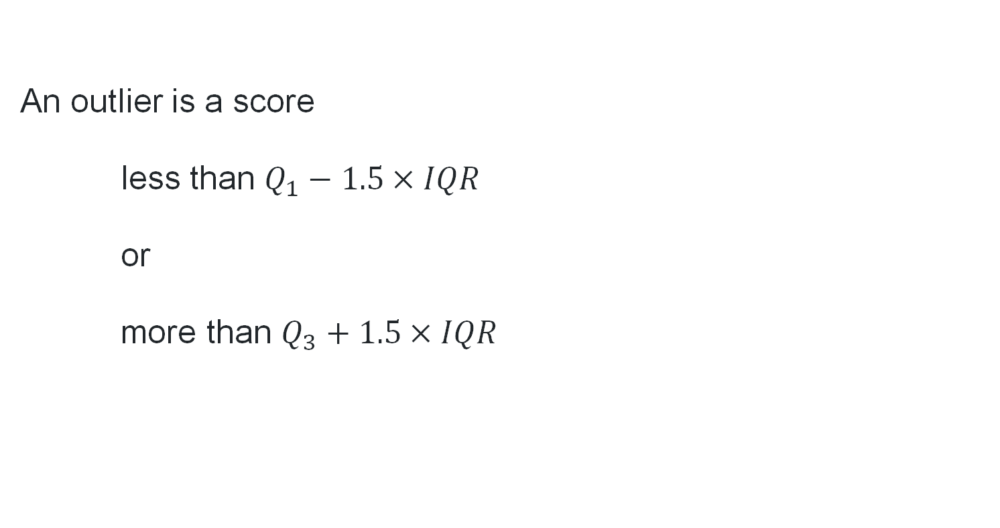 An outlier is a score
less than 𝑄₁ − 1.5 × 𝐼𝑄𝑅
or
more than 𝑄₃ + 1.5 × 𝐼𝑄𝑅